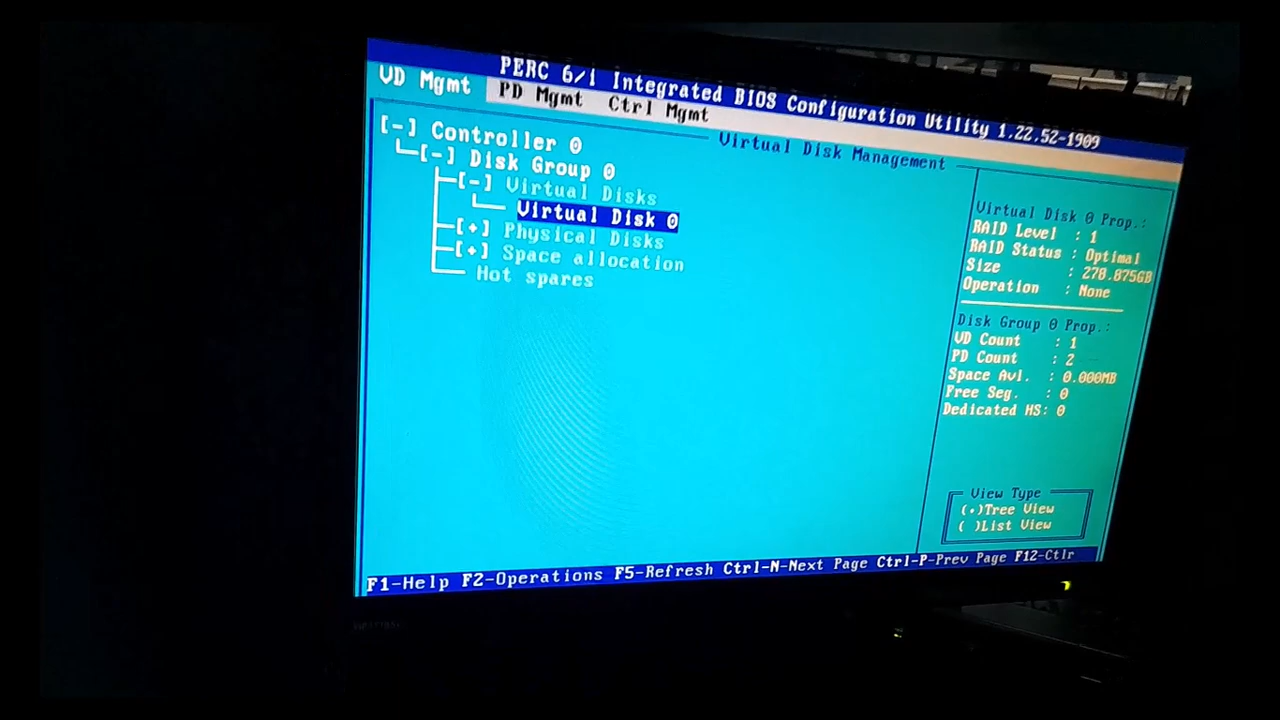 PERC 6/i Integrated BIOS Configuration Utility 1.22.52-1909
VD Mgmt PD Mgmt Ctrl Mgmt
Virtual Disk Management
[-] Controller 0
[-] Disk Group 0
[-] Virtual Disks
Virtual Disk 0
[+] Physical Disks
[+] Space allocation
Hot spares
Virtual Disk 0 Prop.:
RAID Level : 1
RAID Status : Optimal
Size : 278.875GB
Operation : None
Disk Group 0 Prop.:
VD Count : 1
PD Count : 2
Space Avl. : 0.000MB
Free Seg. : 0
Dedicated HS: 0
View Type
(•)Tree View
( )List View
F1-Help F2-Operations F5-Refresh Ctrl-N-Next Page Ctrl-P-Prev Page F12-Ctlr